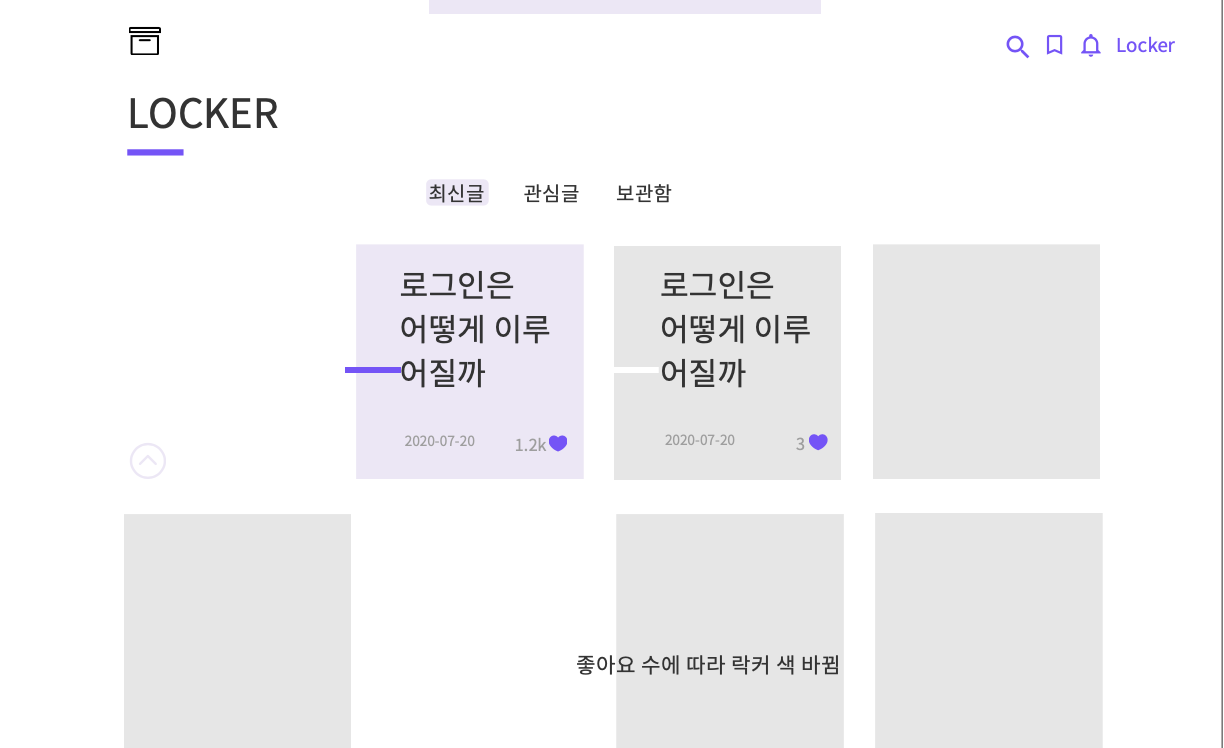 Locker
LOCKER
최신글 관심글 보관함
로그인은
어떻게 이루
어질까
2020-07-20 1.2k
로그인은
어떻게 이루
어질까
2020-07-20 3
좋아요 수에 따라 락커 색 바뀜